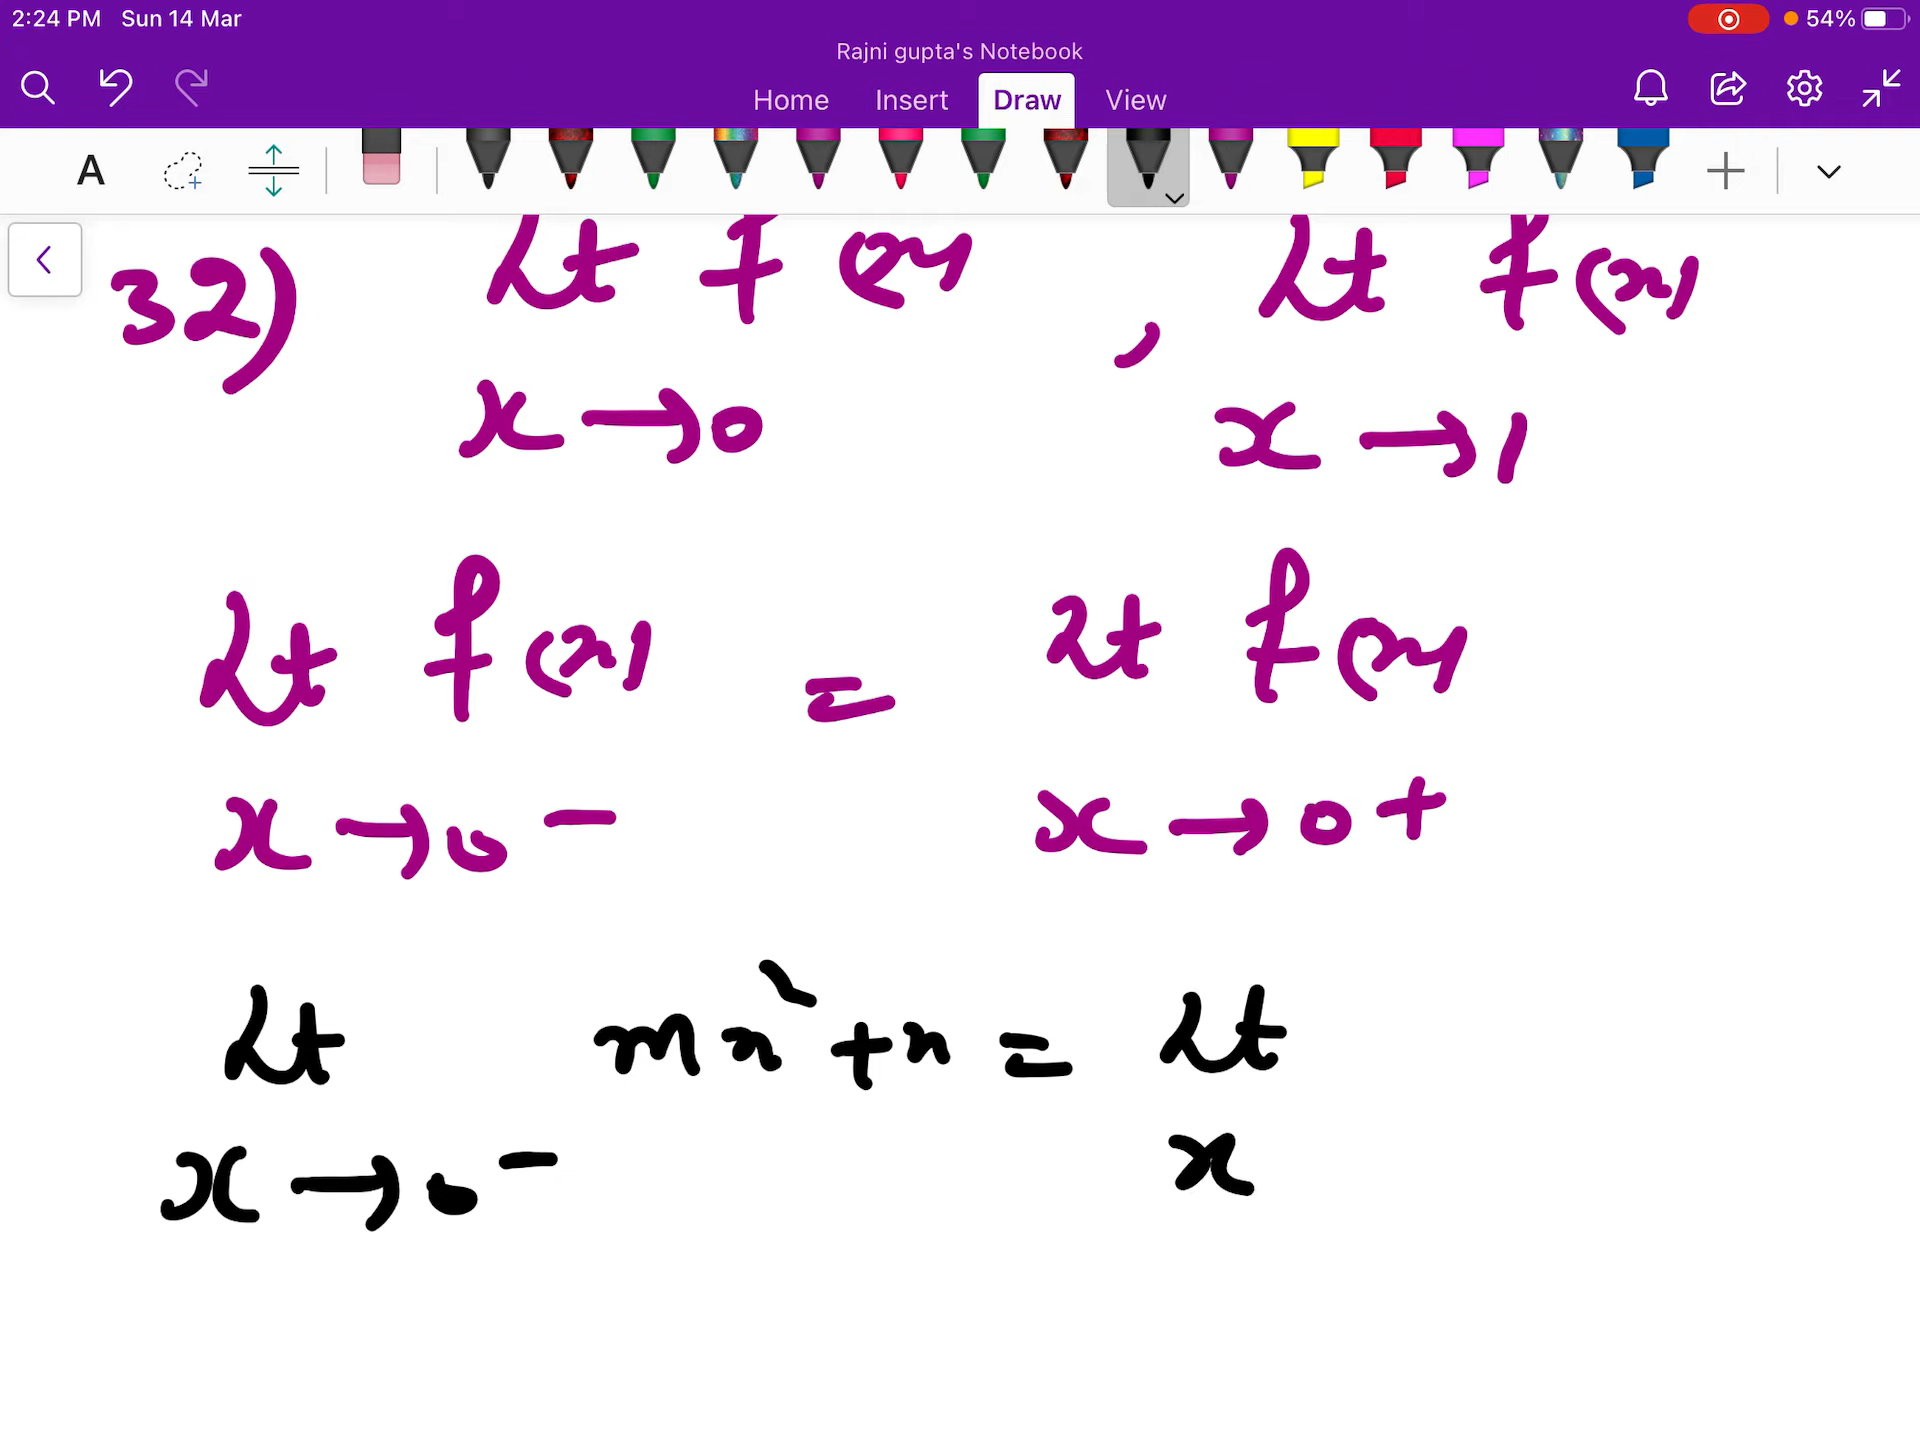 2:24 PM Sun 14 Mar 54%
Rajni gupta's Notebook
Home Insert Draw View
A
32) Lt f(x) , Lt f(x)
x→0 x→1
Lt f(x) = Lt f(x)
x→0- x→0+
Lt mx²+n = Lt
x→0- x